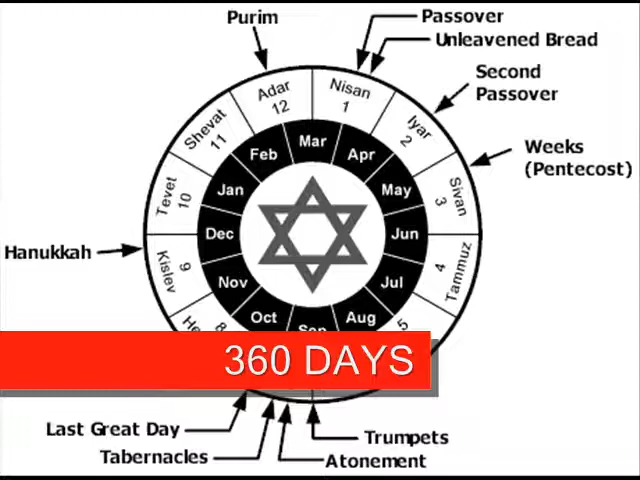 Purim
Passover
Unleavened Bread
Second
Passover
Weeks
(Pentecost)
Hanukkah
Adar
12
Nisan
1
Iyar
2
Sivan
3
Tammuz
4
5
8
Kislev
9
Tevet
10
Shevat
11
Mar
Apr
May
Jun
Jul
Aug
Oct
Nov
Dec
Jan
Feb
360 DAYS
Last Great Day
Tabernacles
Trumpets
Atonement